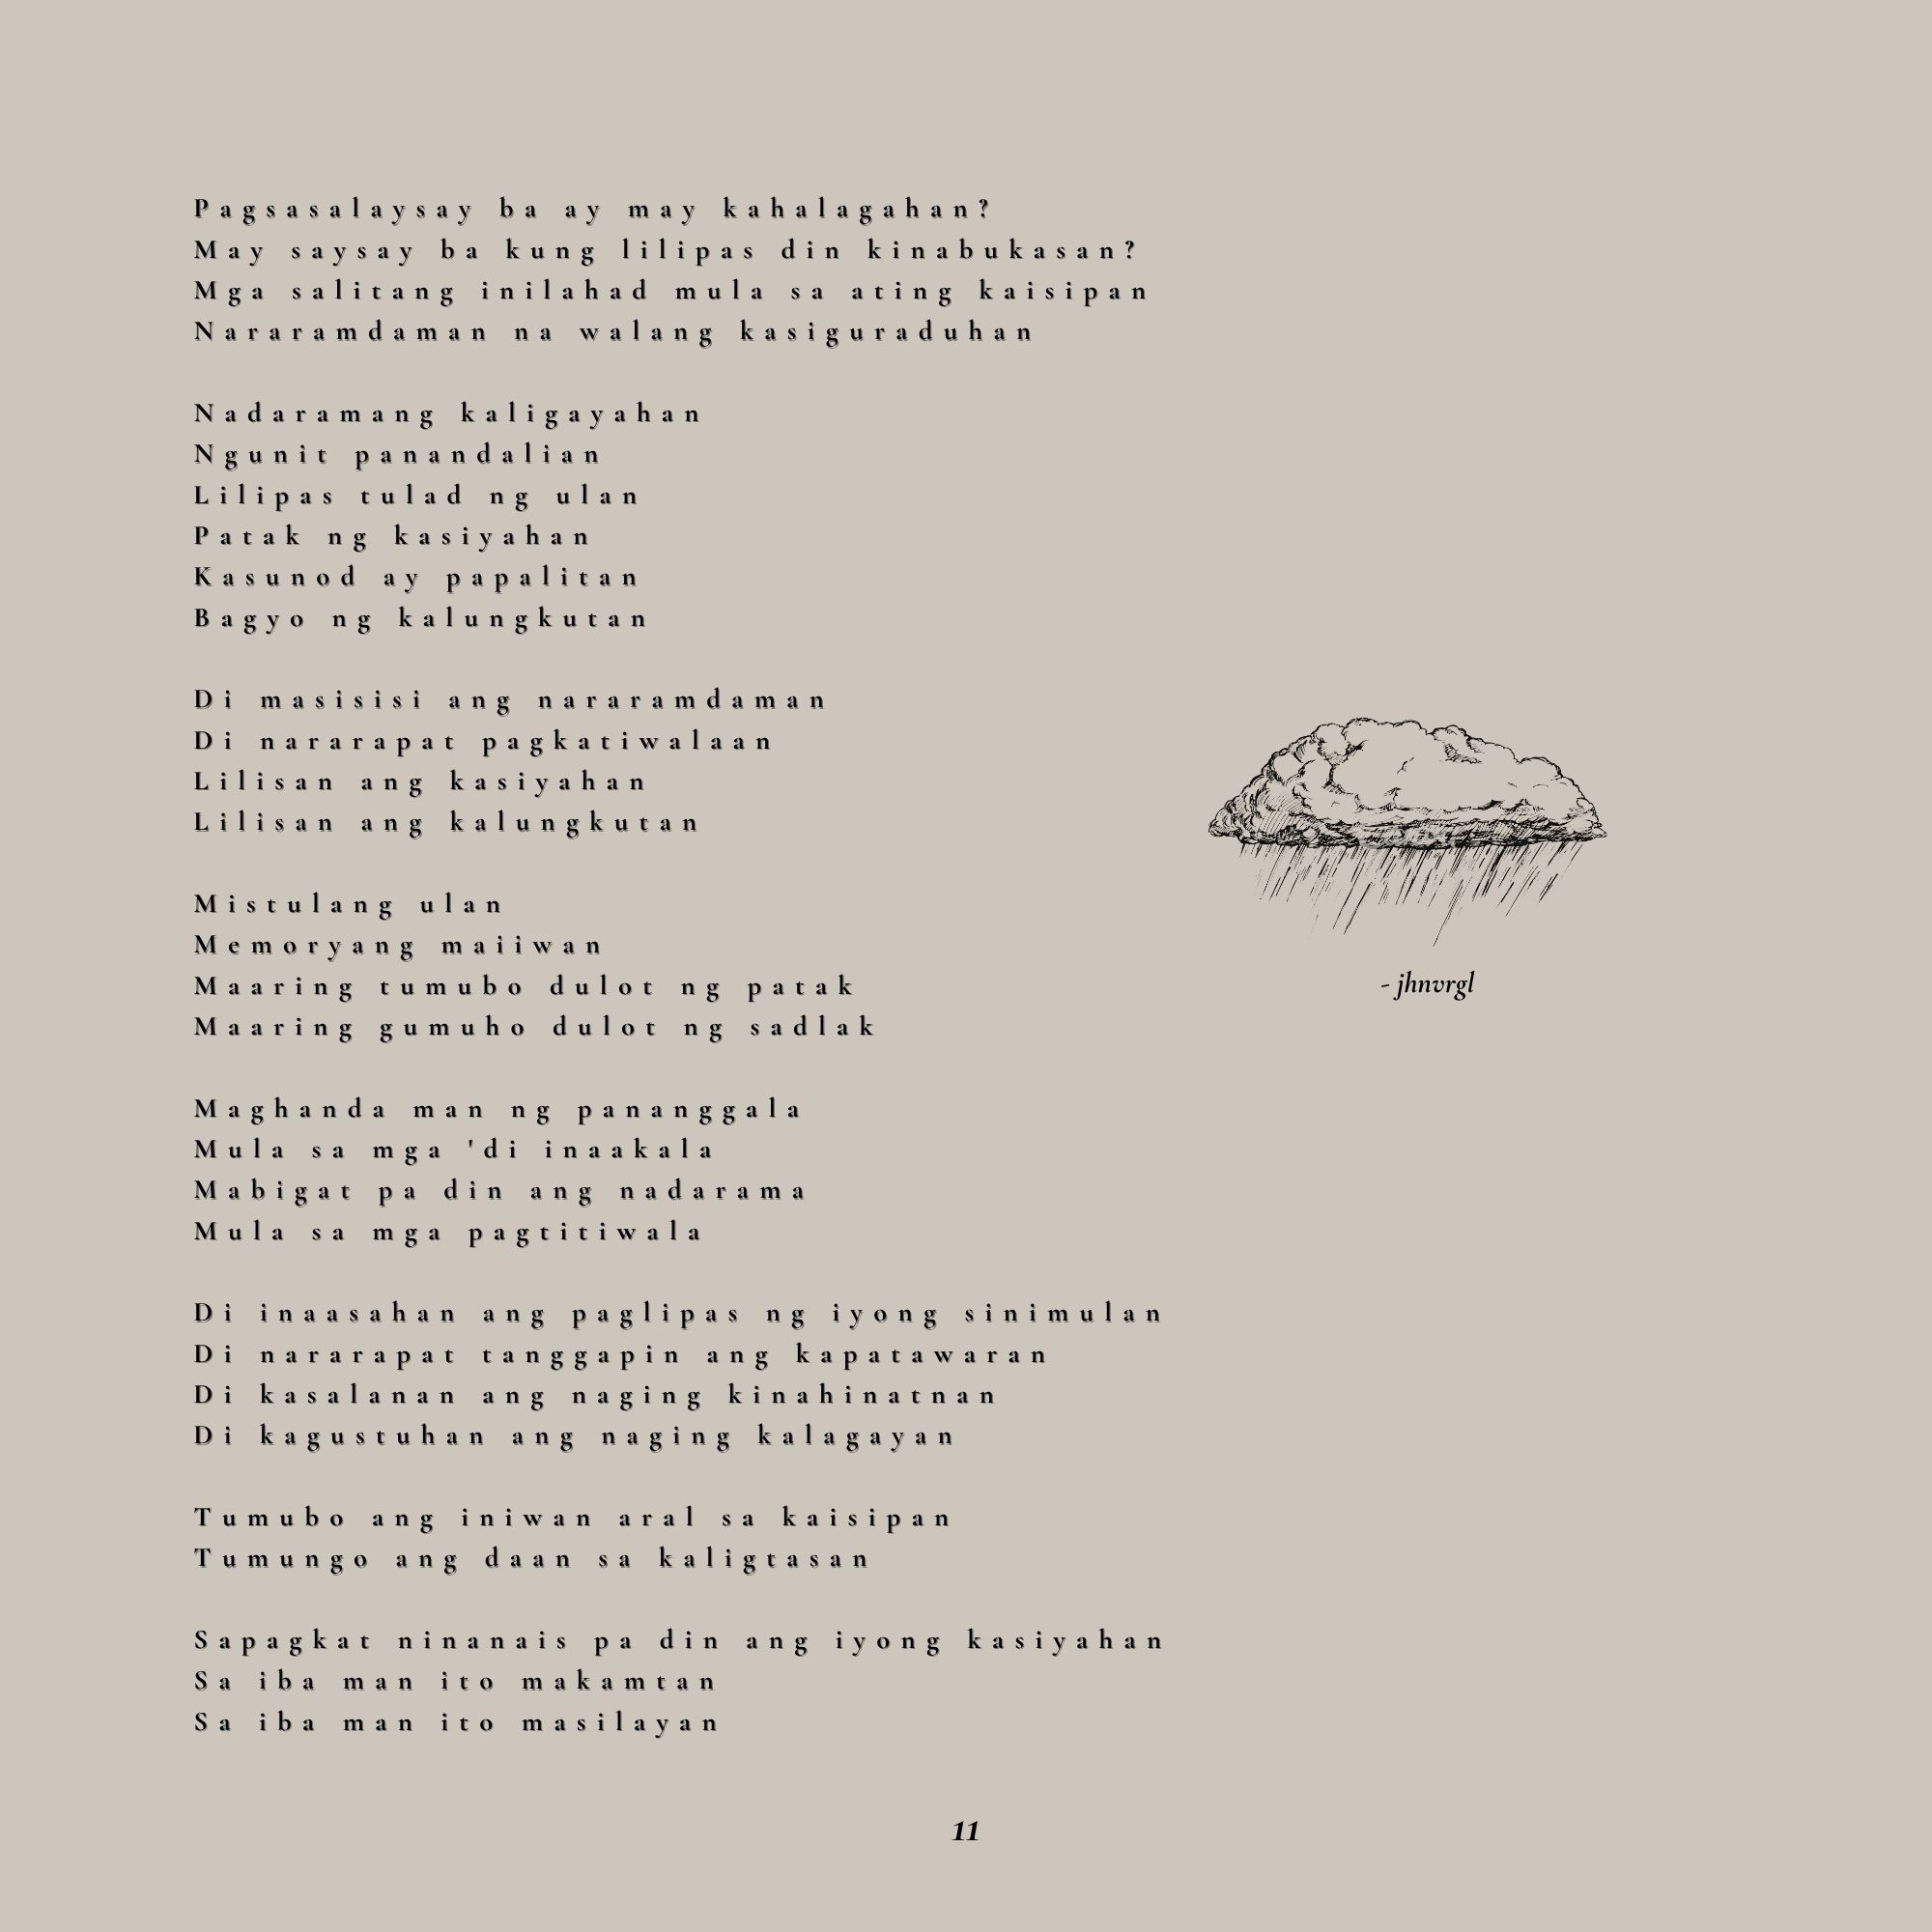 Pagsasalaysay ba ay may kahalagahan?
May saysay ba kung lilipas din kinabukasan?
Mga salitang inilahad mula sa ating kaisipan
Nararamdaman na walang kasiguraduhan
Nadaramang kaligayahan
Ngunit panandalian
Lilipas tulad ng ulan
Patak ng kasiyahan
Kasunod ay papalitan
Bagyo ng kalungkutan
Di masisisi ang nararamdaman
Di nararapat pagkatiwalaan
Lilisan ang kasiyahan
Lilisan ang kalungkutan
Mistulang ulan
Memoryang maiiwan
Maaring tumubo dulot ng patak
Maaring gumuho dulot ng sadlak
Maghanda man ng pananggala
Mula sa mga 'di inaakala
Mabigat pa din ang nadarama
Mula sa mga pagtitiwala
Di inaasahan ang paglipas ng iyong sinimulan
Di nararapat tanggapin ang kapatawaran
Di kasalanan ang naging kinahinatnan
Di kagustuhan ang naging kalagayan
Tumubo ang iniwan aral sa kaisipan
Tumungo ang daan sa kaligtasan
Sapagkat ninanais pa din ang iyong kasiyahan
Sa iba man ito makamtan
Sa iba man ito masilayan
- jhnvrgl
11